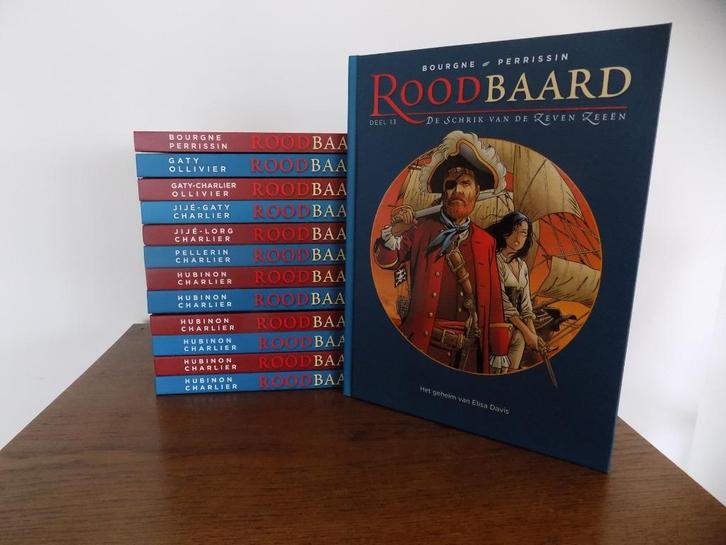 BOURGNE
PERRISSIN ROODBAA
GATY
OLLIVIER ROODBAA
GATY-CHARLIER
OLLIVIER ROODBAA
JIJÉ-GATY
CHARLIER ROODBAA
JIJÉ-LORG
CHARLIER ROODBAA
PELLERIN
CHARLIER ROODBAA
HUBINON
CHARLIER ROODBAA
HUBINON
CHARLIER ROODBAA
HUBINON
CHARLIER ROODBAA
HUBINON
CHARLIER ROODBAA
HUBINON
CHARLIER ROODBAA
HUBINON
CHARLIER ROODBAA
BOURGNE & PERRISSIN
ROODBAARD
DEEL 13 DE SCHRIK VAN DE ZEVEN ZEEËN
Het geheim van Elisa Davis